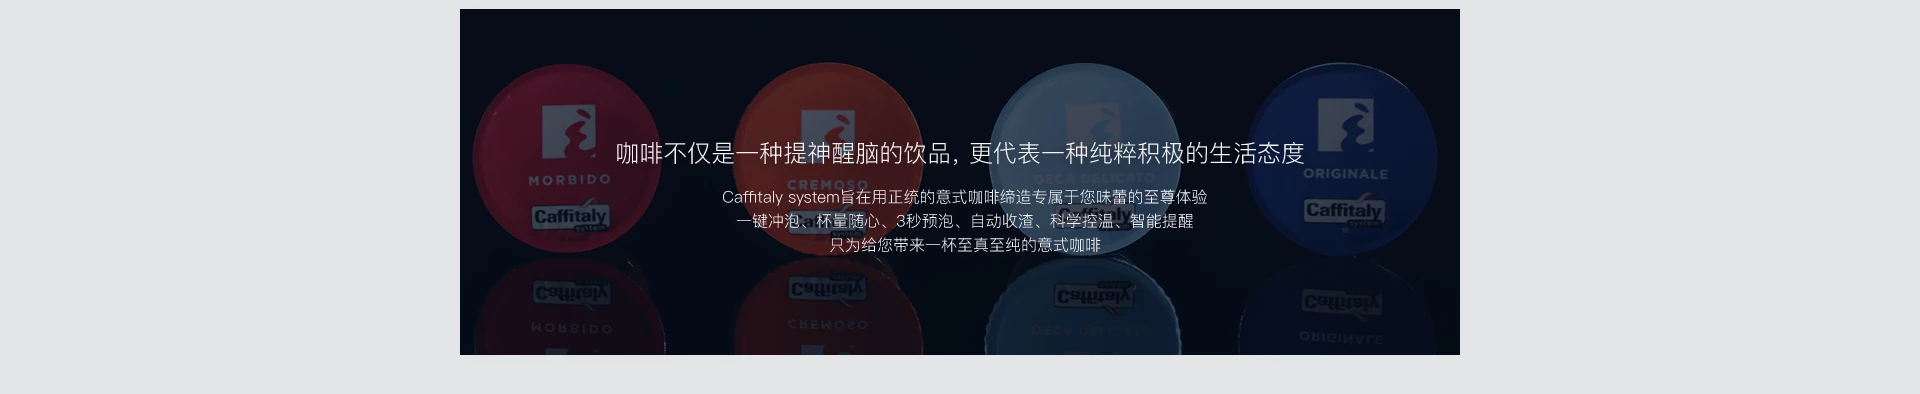 咖啡不仅是一种提神醒脑的饮品, 更代表一种纯粹积极的生活态度
Caffitaly system旨在用正统的意式咖啡缔造专属于您味蕾的至尊体验
一键冲泡、杯量随心、3秒预泡、自动收渣、科学控温、智能提醒
只为给您带来一杯至真至纯的意式咖啡
MORBIDO
Caffitaly
system
CREMOSO
Caffitaly
DECA DELICATO
ORIGINALE
Caffitaly
system